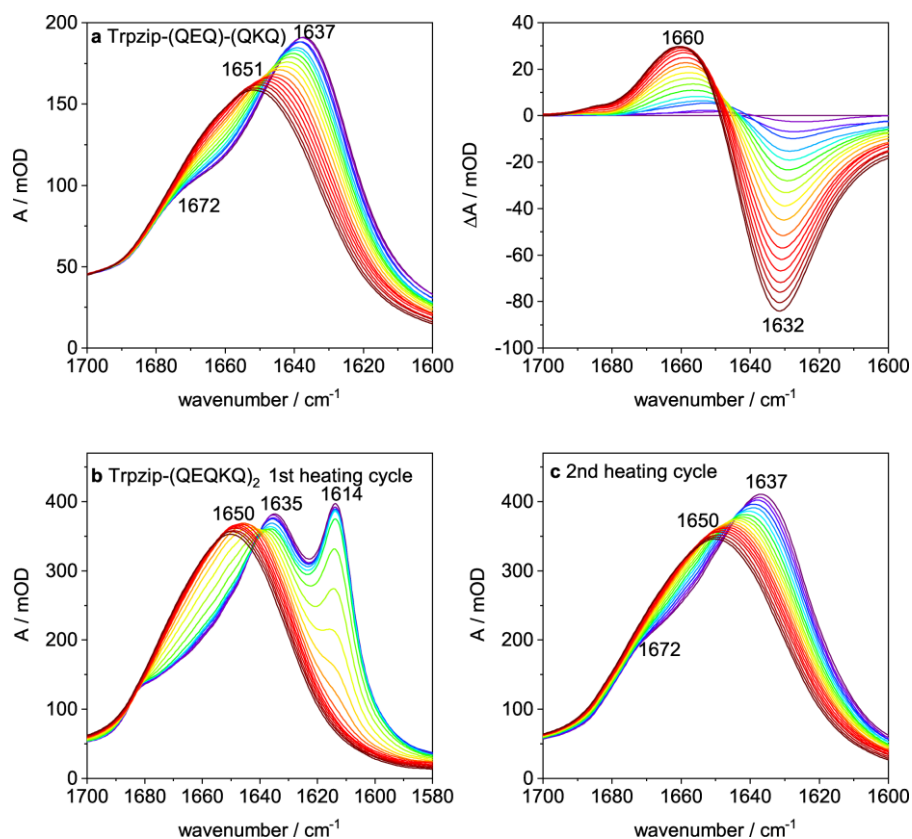 a Trpzip-(QEQ)-(QKQ)
1637
1651
1672
200
150
100
50
0
A / mOD
1700 1680 1660 1640 1620 1600
wavenumber / cm⁻¹
1660
1632
40
20
0
-20
-40
-60
-80
-100
ΔA / mOD
1700 1680 1660 1640 1620 1600
wavenumber / cm⁻¹
b Trpzip-(QEQKQ)₂ 1st heating cycle
1650
1635
1614
400
300
200
100
0
A / mOD
1700 1680 1660 1640 1620 1600 1580
wavenumber / cm⁻¹
c 2nd heating cycle
1637
1650
1672
400
300
200
100
0
A / mOD
1700 1680 1660 1640 1620 1600
wavenumber / cm⁻¹